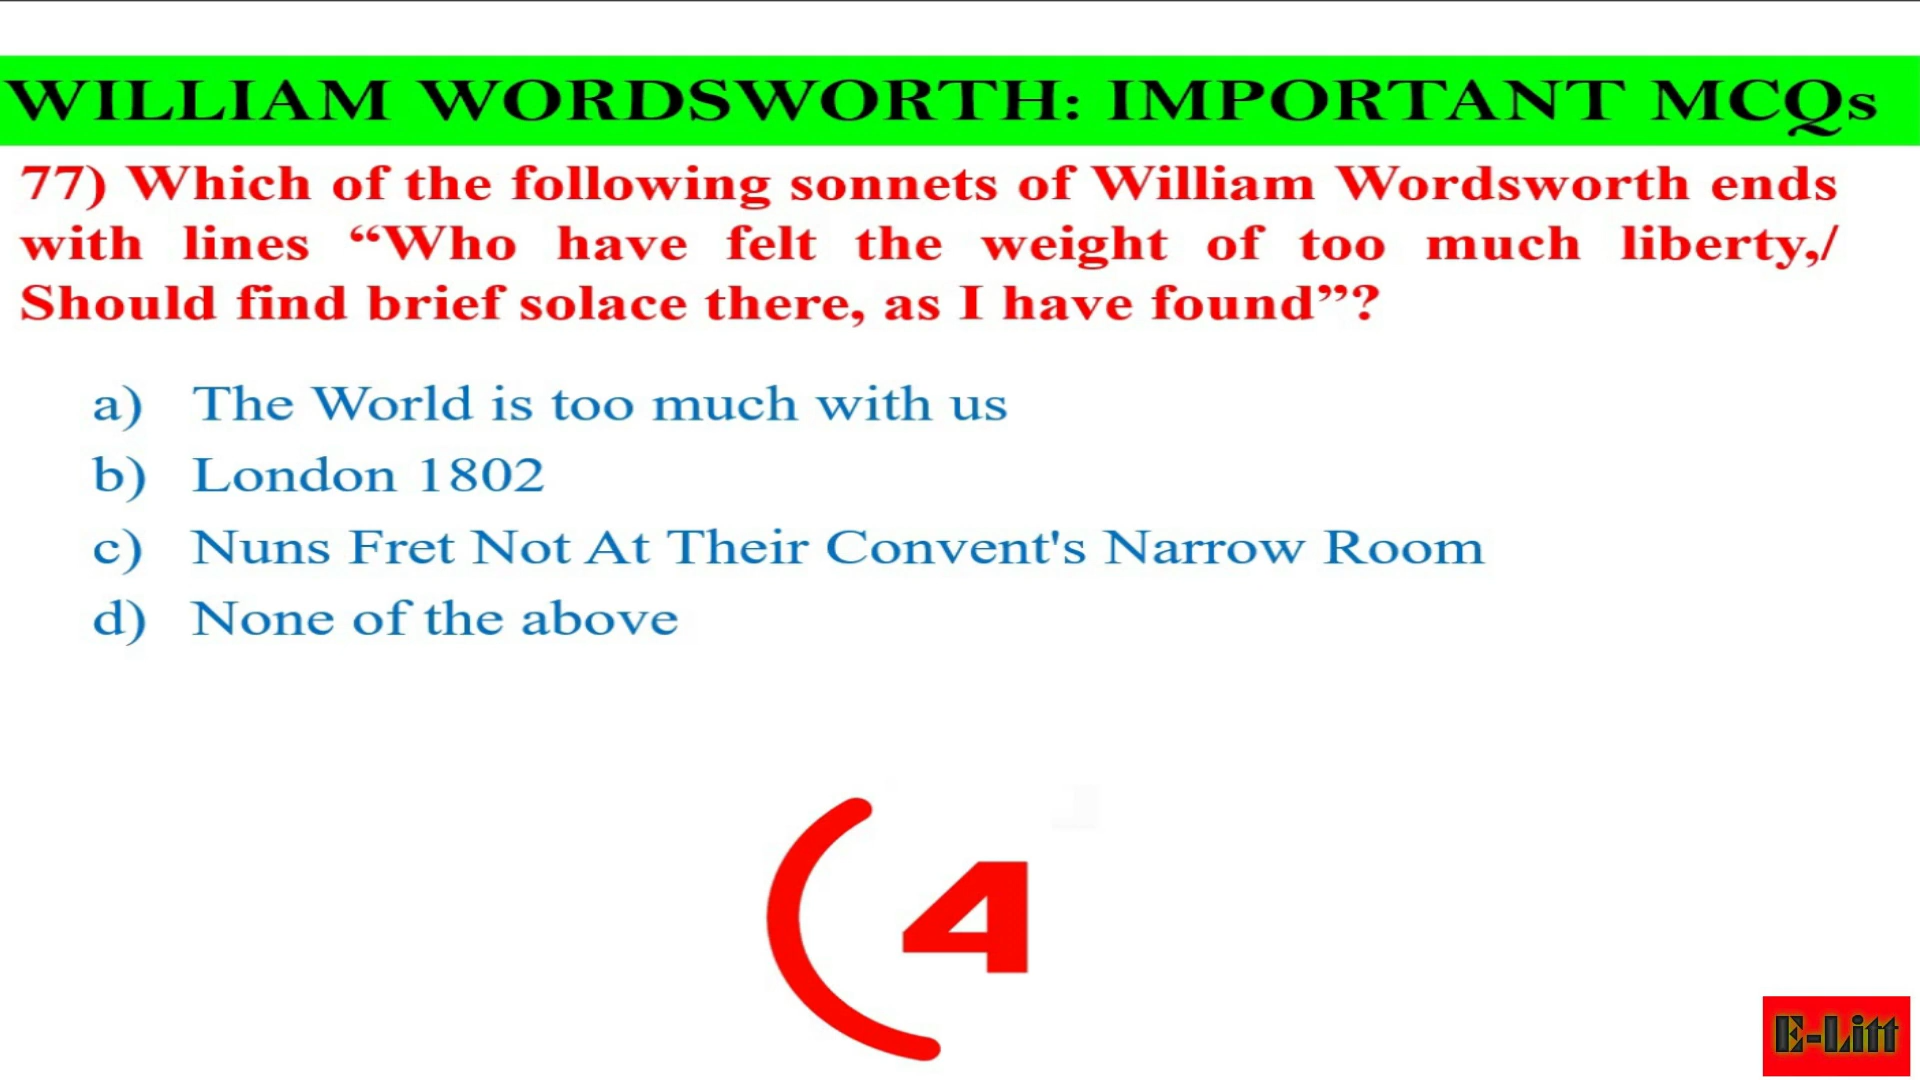 WILLIAM WORDSWORTH: IMPORTANT MCQs
77) Which of the following sonnets of William Wordsworth ends
with lines “Who have felt the weight of too much liberty,/
Should find brief solace there, as I have found”?
a) The World is too much with us
b) London 1802
c) Nuns Fret Not At Their Convent's Narrow Room
d) None of the above
4
E-Litt